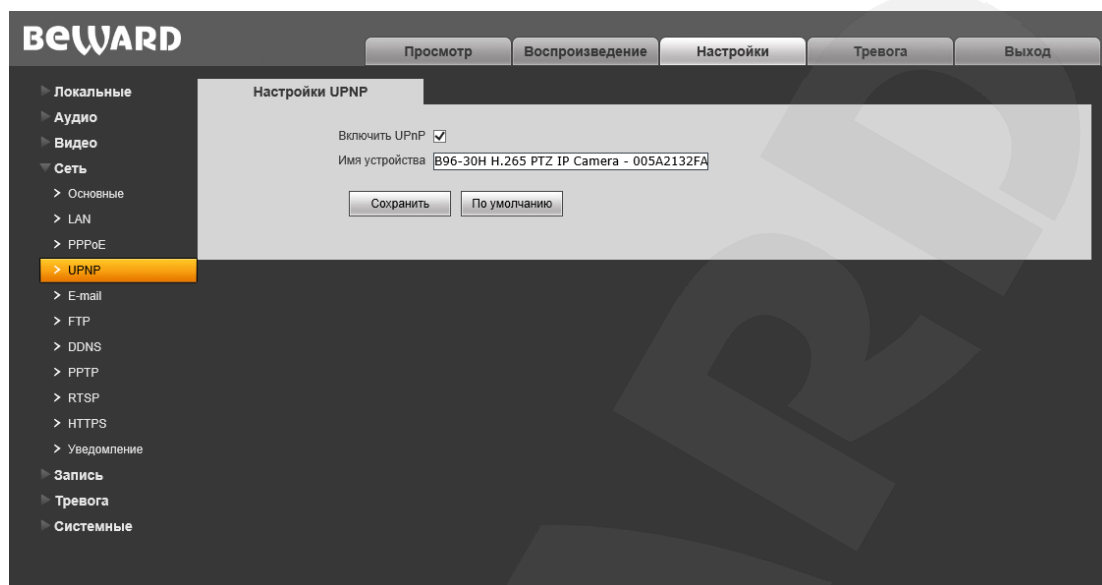 BEWARD
Просмотр Воспроизведение Настройки Тревога Выход
Локальные
Аудио
Видео
Сеть
> Основные
> LAN
> PPPoE
> UPNP
> E-mail
> FTP
> DDNS
> PPTP
> RTSP
> HTTPS
> Уведомление
Запись
Тревога
Системные
Настройки UPNP
Включить UPnP
Имя устройства B96-30H H.265 PTZ IP Camera - 005A2132FA
Сохранить По умолчанию